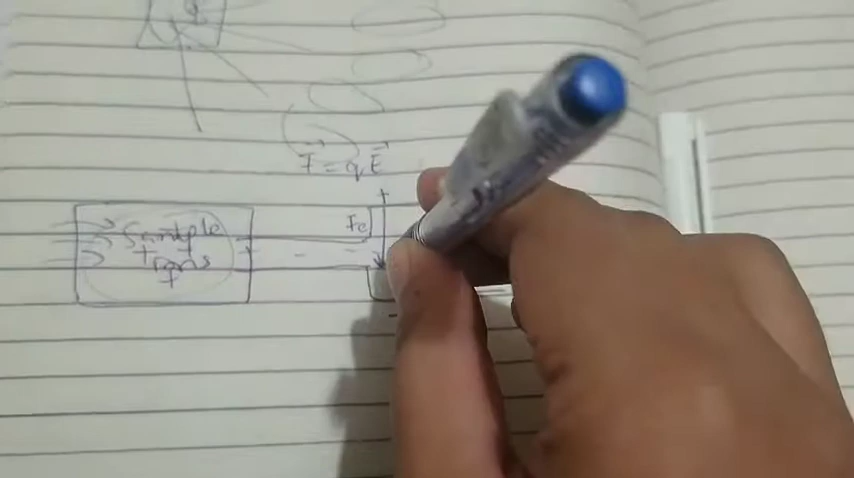 q
F = qE
+
Fe
Sample
+ions
+
-
- -
-